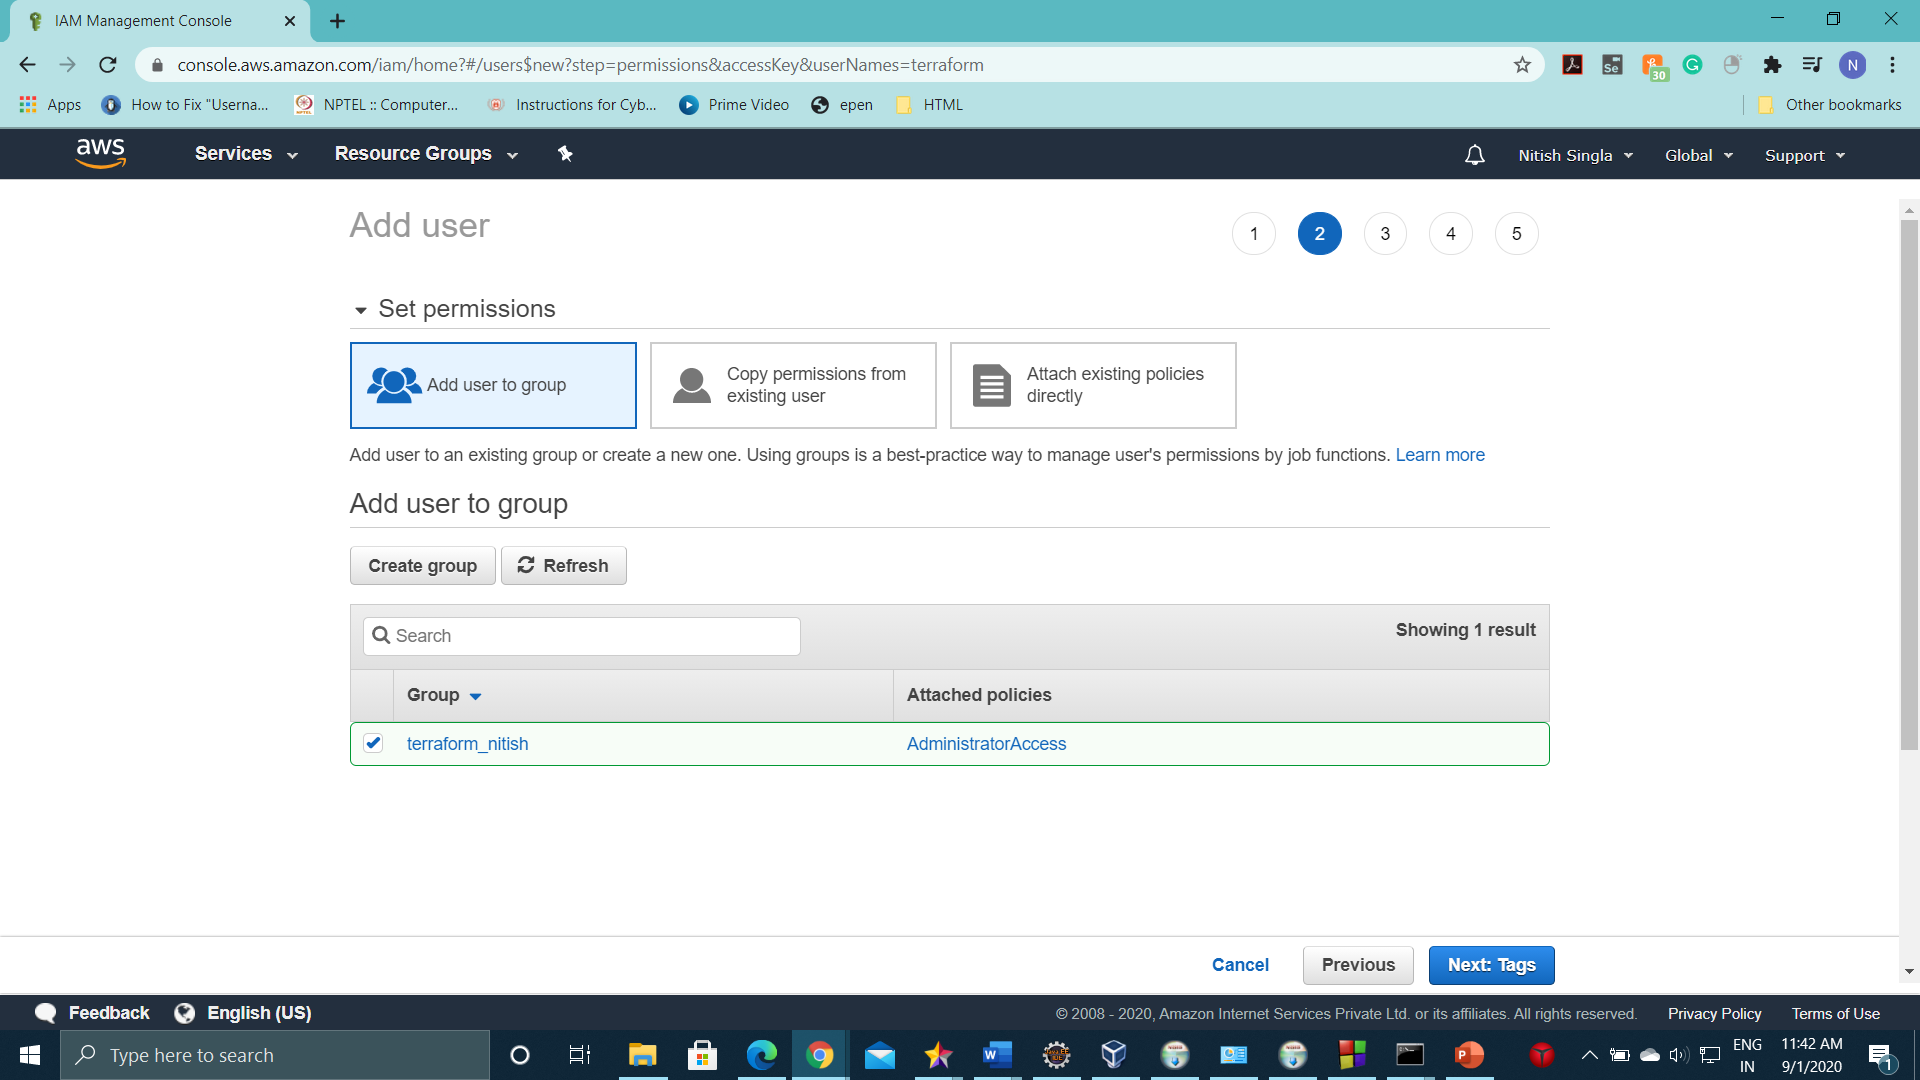 IAM Management Console
console.aws.amazon.com/iam/home?#/users$new?step=permissions&accessKey&userNames=terraform
Se
30
N
Apps
How to Fix "Userna...
NPTEL :: Computer...
Instructions for Cyb...
Prime Video
epen
HTML
Other bookmarks
aws
Services
Resource Groups
Nitish Singla
Global
Support
Add user
1
2
3
4
5
Set permissions
Add user to group
Copy permissions from
existing user
Attach existing policies
directly
Add user to an existing group or create a new one. Using groups is a best-practice way to manage user's permissions by job functions. Learn more
Add user to group
Create group
Refresh
Search
Showing 1 result
Group
Attached policies
terraform_nitish
AdministratorAccess
Cancel
Previous
Next: Tags
Feedback
English (US)
© 2008 - 2020, Amazon Internet Services Private Ltd. or its affiliates. All rights reserved.
Privacy Policy
Terms of Use
Type here to search
ENG
IN
11:42 AM
9/1/2020
1